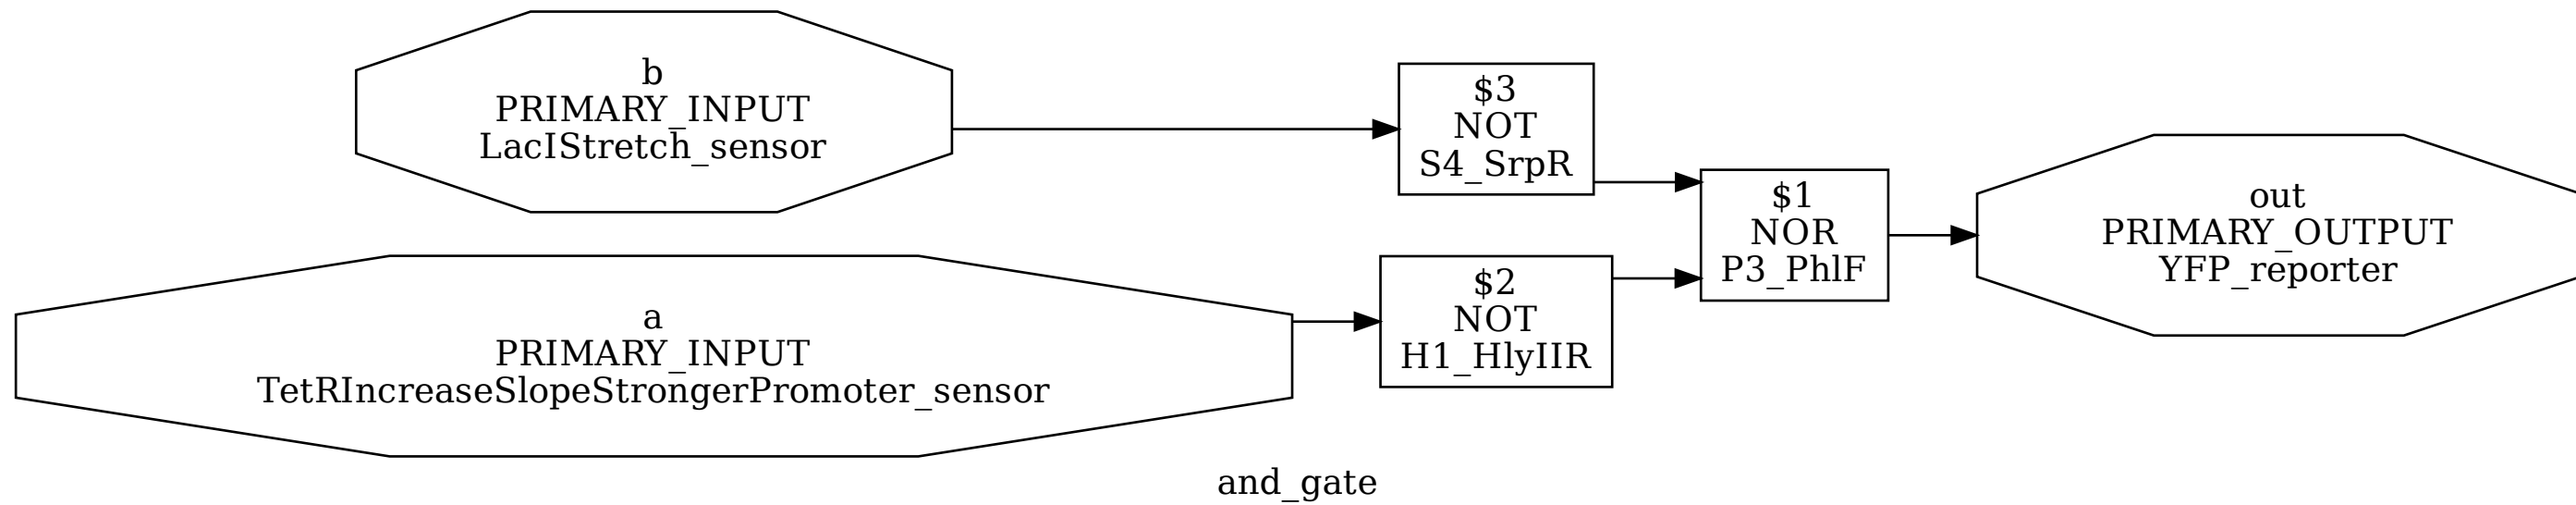 b
PRIMARY_INPUT
LacIStretch_sensor
a
PRIMARY_INPUT
TetRIncreaseSlopeStrongerPromoter_sensor
$3
NOT
S4_SrpR
$2
NOT
H1_HlyIIR
$1
NOR
P3_PhlF
out
PRIMARY_OUTPUT
YFP_reporter
and_gate